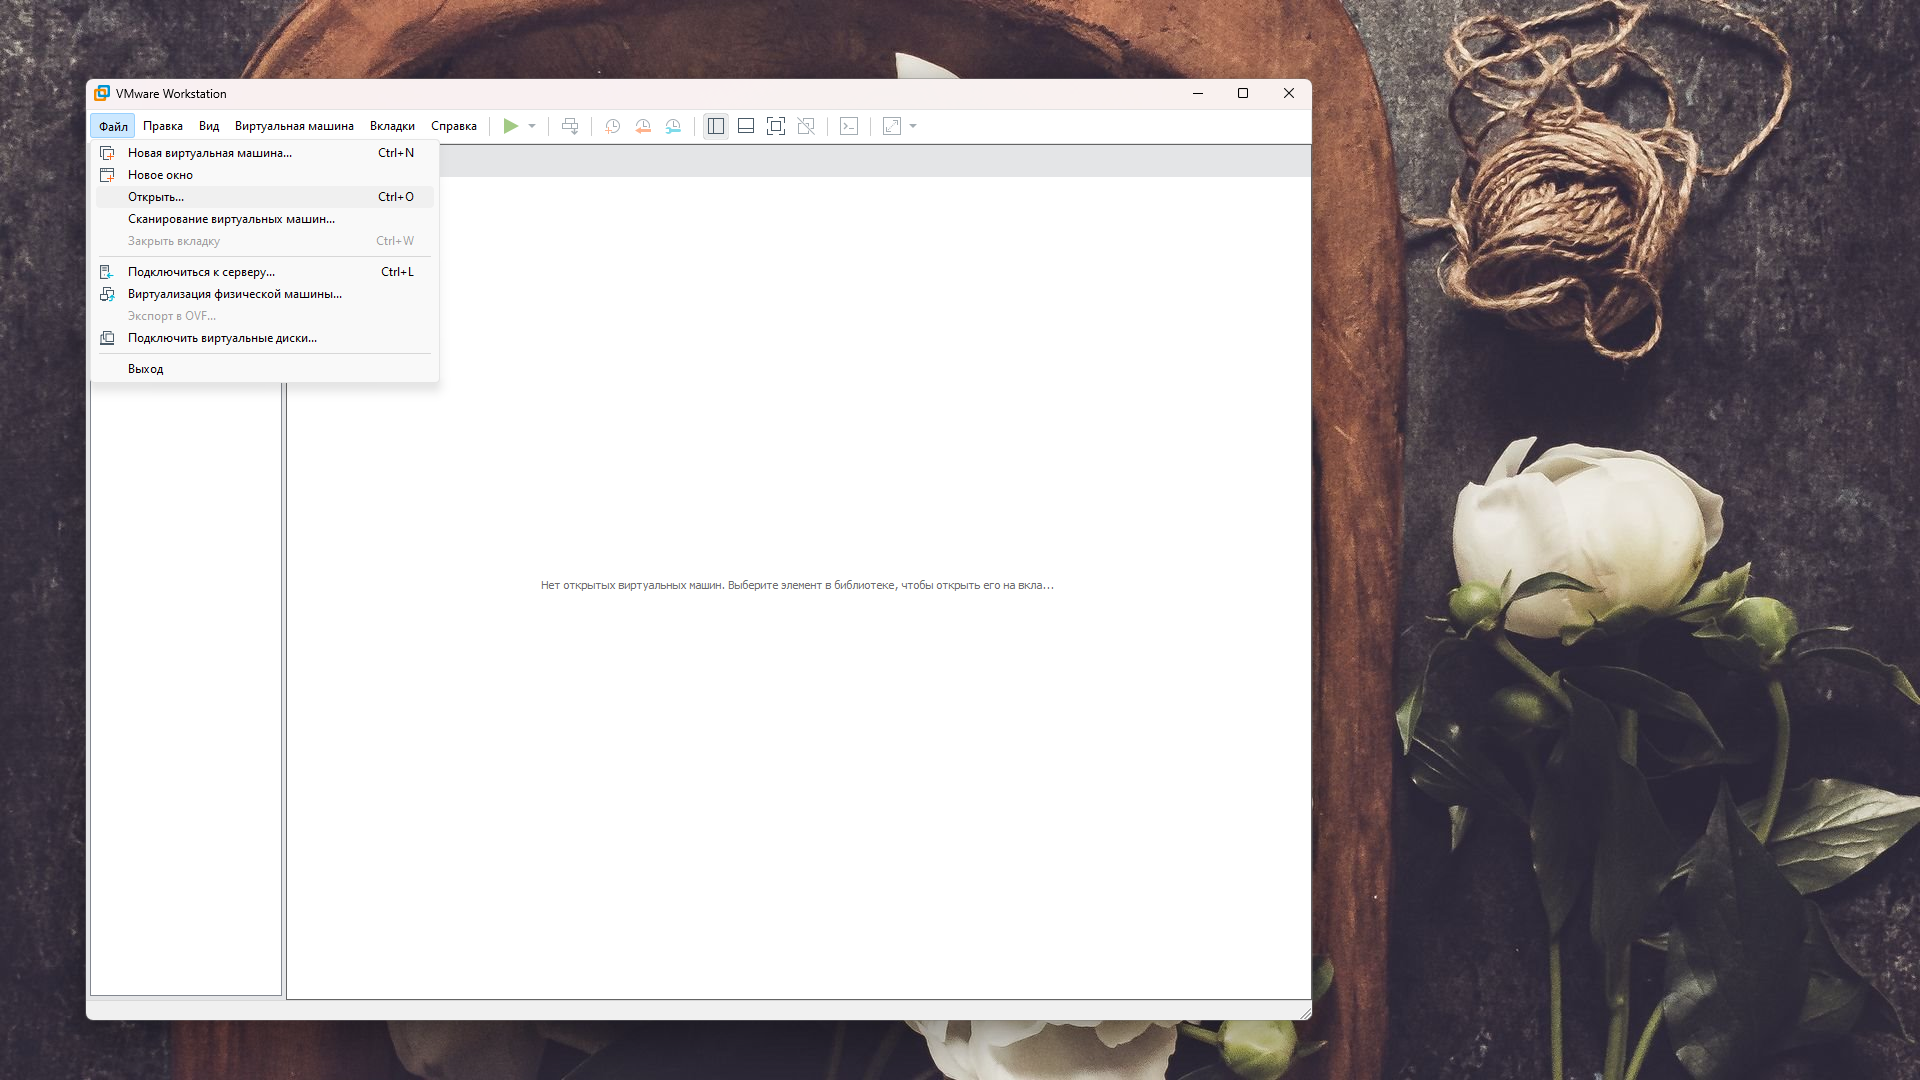 VMware Workstation
Файл Правка Вид Виртуальная машина Вкладки Справка
Новая виртуальная машина... Ctrl+N
Новое окно
Открыть... Ctrl+O
Сканирование виртуальных машин...
Закрыть вкладку Ctrl+W
Подключиться к серверу... Ctrl+L
Виртуализация физической машины...
Экспорт в OVF...
Подключить виртуальные диски...
Выход
Нет открытых виртуальных машин. Выберите элемент в библиотеке, чтобы открыть его на вкла...